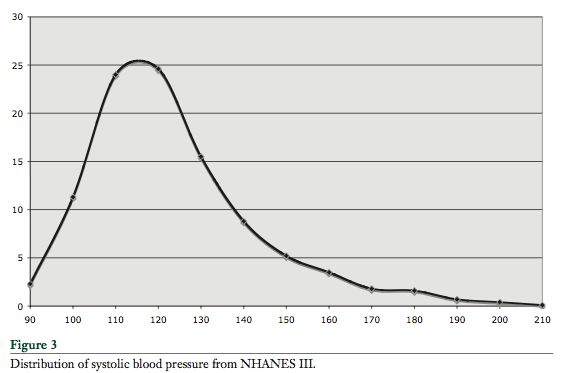 30
25
20
15
10
5
0
90 100 110 120 130 140 150 160 170 180 190 200 210
Figure 3
Distribution of systolic blood pressure from NHANES III.